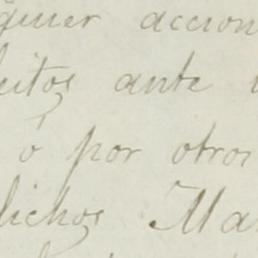 quier accion
eitos ante
ó por otros
dichos Ma